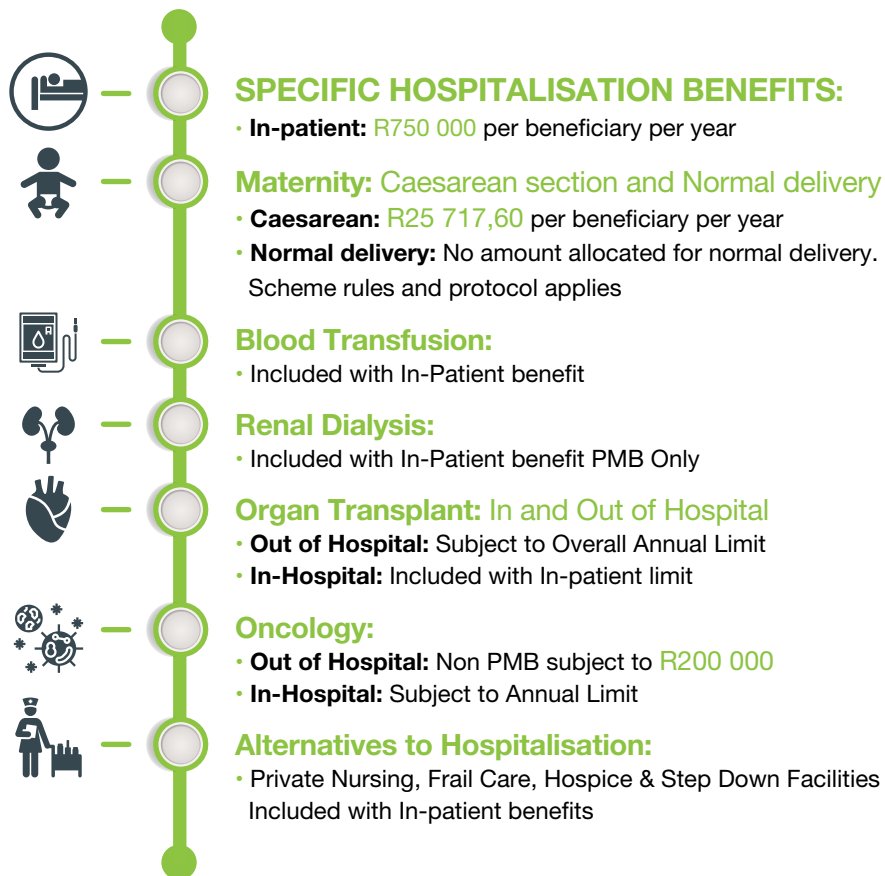 SPECIFIC HOSPITALISATION BENEFITS:
• In-patient: R750 000 per beneficiary per year
Maternity: Caesarean section and Normal delivery
• Caesarean: R25 717,60 per beneficiary per year
• Normal delivery: No amount allocated for normal delivery.
Scheme rules and protocol applies
Blood Transfusion:
• Included with In-Patient benefit
Renal Dialysis:
• Included with In-Patient benefit PMB Only
Organ Transplant: In and Out of Hospital
• Out of Hospital: Subject to Overall Annual Limit
• In-Hospital: Included with In-patient limit
Oncology:
• Out of Hospital: Non PMB subject to R200 000
• In-Hospital: Subject to Annual Limit
Alternatives to Hospitalisation:
• Private Nursing, Frail Care, Hospice & Step Down Facilities
Included with In-patient benefits